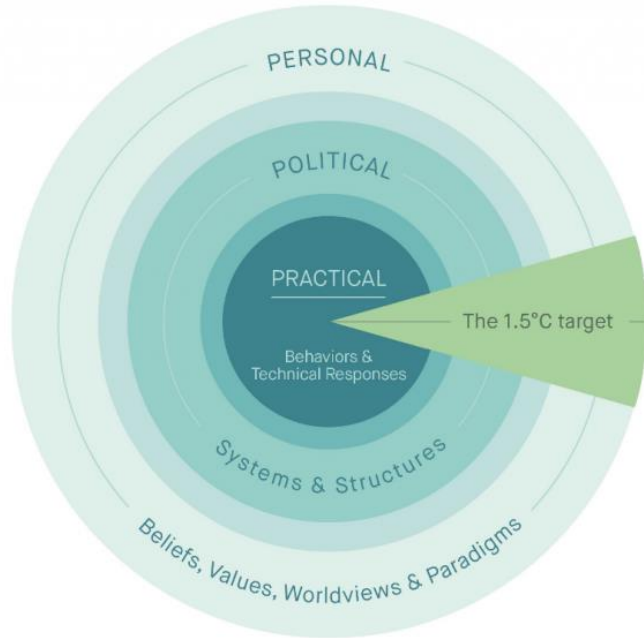 PERSONAL
POLITICAL
PRACTICAL
The 1.5°C target
Behaviors &
Technical Responses
Systems & Structures
Beliefs, Values, Worldviews & Paradigms